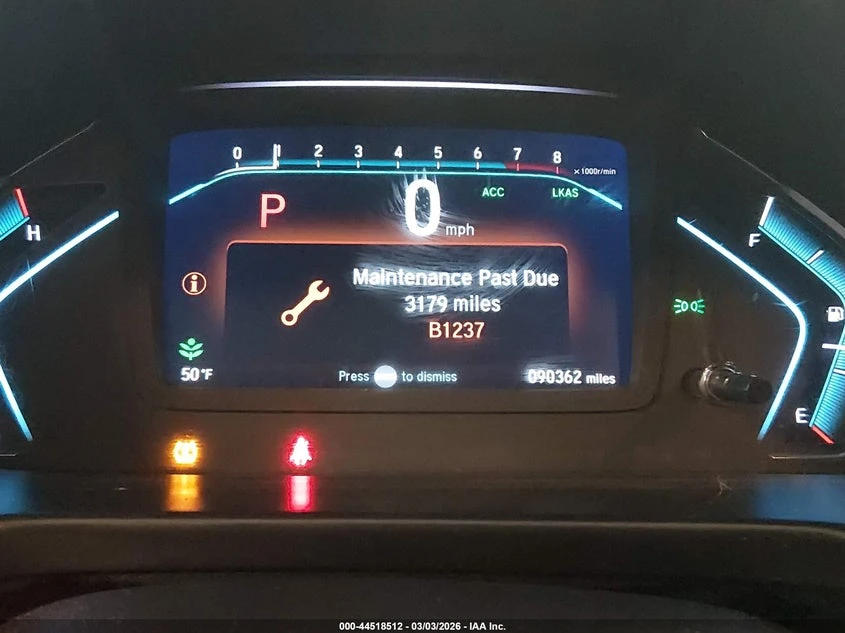 0 1 2 3 4 5 6 7 8 ×1000r/min
P
0 mph
ACC
LKAS
H
F
Maintenance Past Due
3179 miles
B1237
50°F
Press to dismiss
090362 miles
E
000-44518512 - 03/03/2026 - IAA Inc.